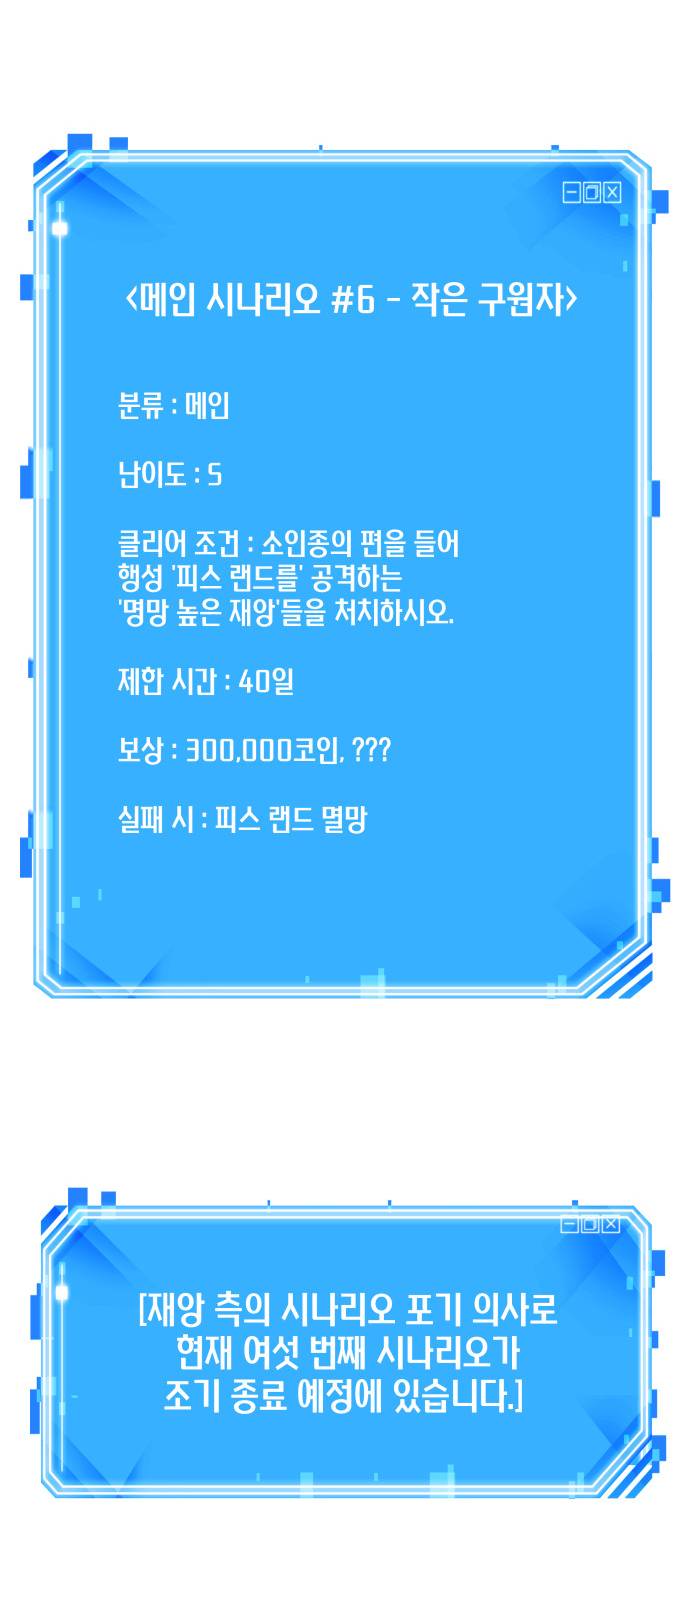 <메인 시나리오 #6 - 작은 구원자>
분류 : 메인
난이도 : S
클리어 조건 : 소인종의 편을 들어
행성 '피스 랜드를' 공격하는
'명망 높은 재앙'들을 처치하시오.
제한 시간 : 40일
보상 : 300,000코인, ???
실패 시 : 피스 랜드 멸망
[재앙 측의 시나리오 포기 의사로
현재 여섯 번째 시나리오가
조기 종료 예정에 있습니다.]